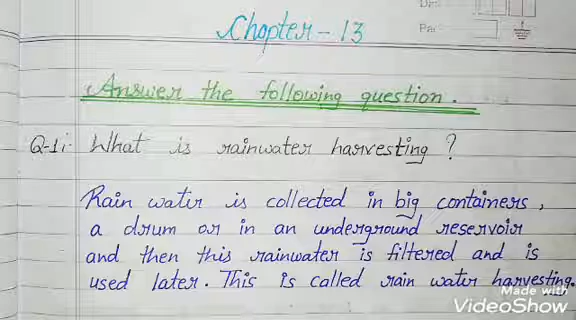 Da
Pa
Chapter - 13
Answer the following question.
Q-1: What is rainwater harvesting?
Rain water is collected in big containers,
a drum or in an underground reservoir
and then this rainwater is filtered and is
used later. This is called rain water harvesting.
Made with
VideoShow